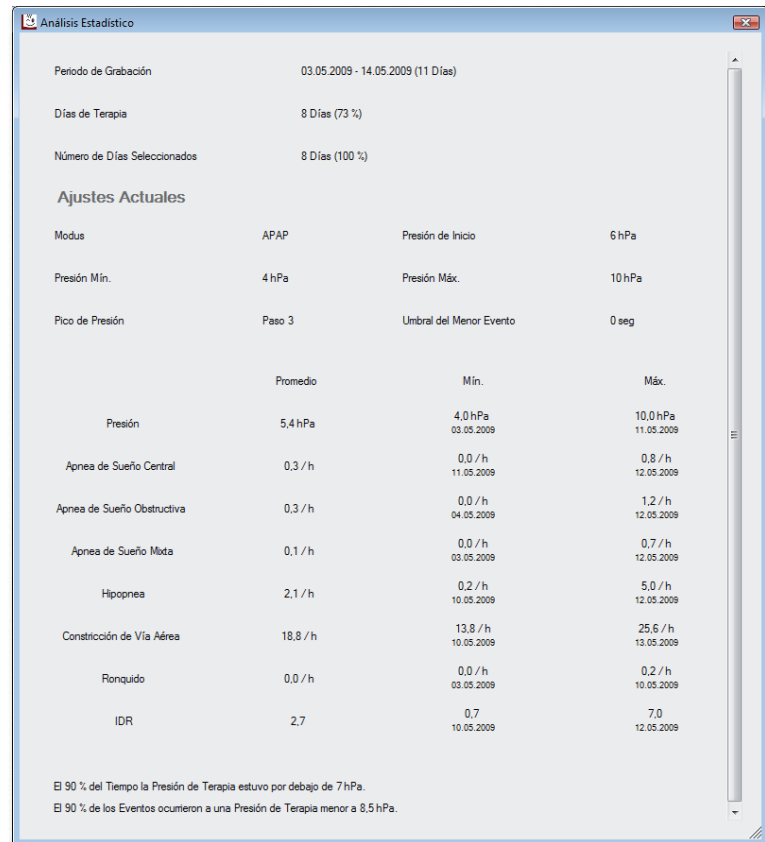 Análisis Estadístico
Periodo de Grabación 03.05.2009 - 14.05.2009 (11 Días)
Días de Terapia 8 Días (73 %)
Número de Días Seleccionados 8 Días (100 %)
Ajustes Actuales
Modus APAP Presión de Inicio 6 hPa
Presión Mín. 4 hPa Presión Máx. 10 hPa
Pico de Presión Paso 3 Umbral del Menor Evento 0 seg
Promedio Mín. Máx.
Presión 5,4 hPa 4,0 hPa 10,0 hPa
03.05.2009 11.05.2009
Apnea de Sueño Central 0,3 / h 0,0 / h 0,8 / h
11.05.2009 12.05.2009
Apnea de Sueño Obstructiva 0,3 / h 0,0 / h 1,2 / h
04.05.2009 12.05.2009
Apnea de Sueño Mixta 0,1 / h 0,0 / h 0,7 / h
03.05.2009 12.05.2009
Hipopnea 2,1 / h 0,2 / h 5,0 / h
10.05.2009 12.05.2009
Constricción de Vía Aérea 18,8 / h 13,8 / h 25,6 / h
10.05.2009 13.05.2009
Ronquido 0,0 / h 0,0 / h 0,2 / h
03.05.2009 10.05.2009
IDR 2,7 0,7 7,0
10.05.2009 12.05.2009
El 90 % del Tiempo la Presión de Terapia estuvo por debajo de 7 hPa.
El 90 % de los Eventos ocurrieron a una Presión de Terapia menor a 8,5 hPa.